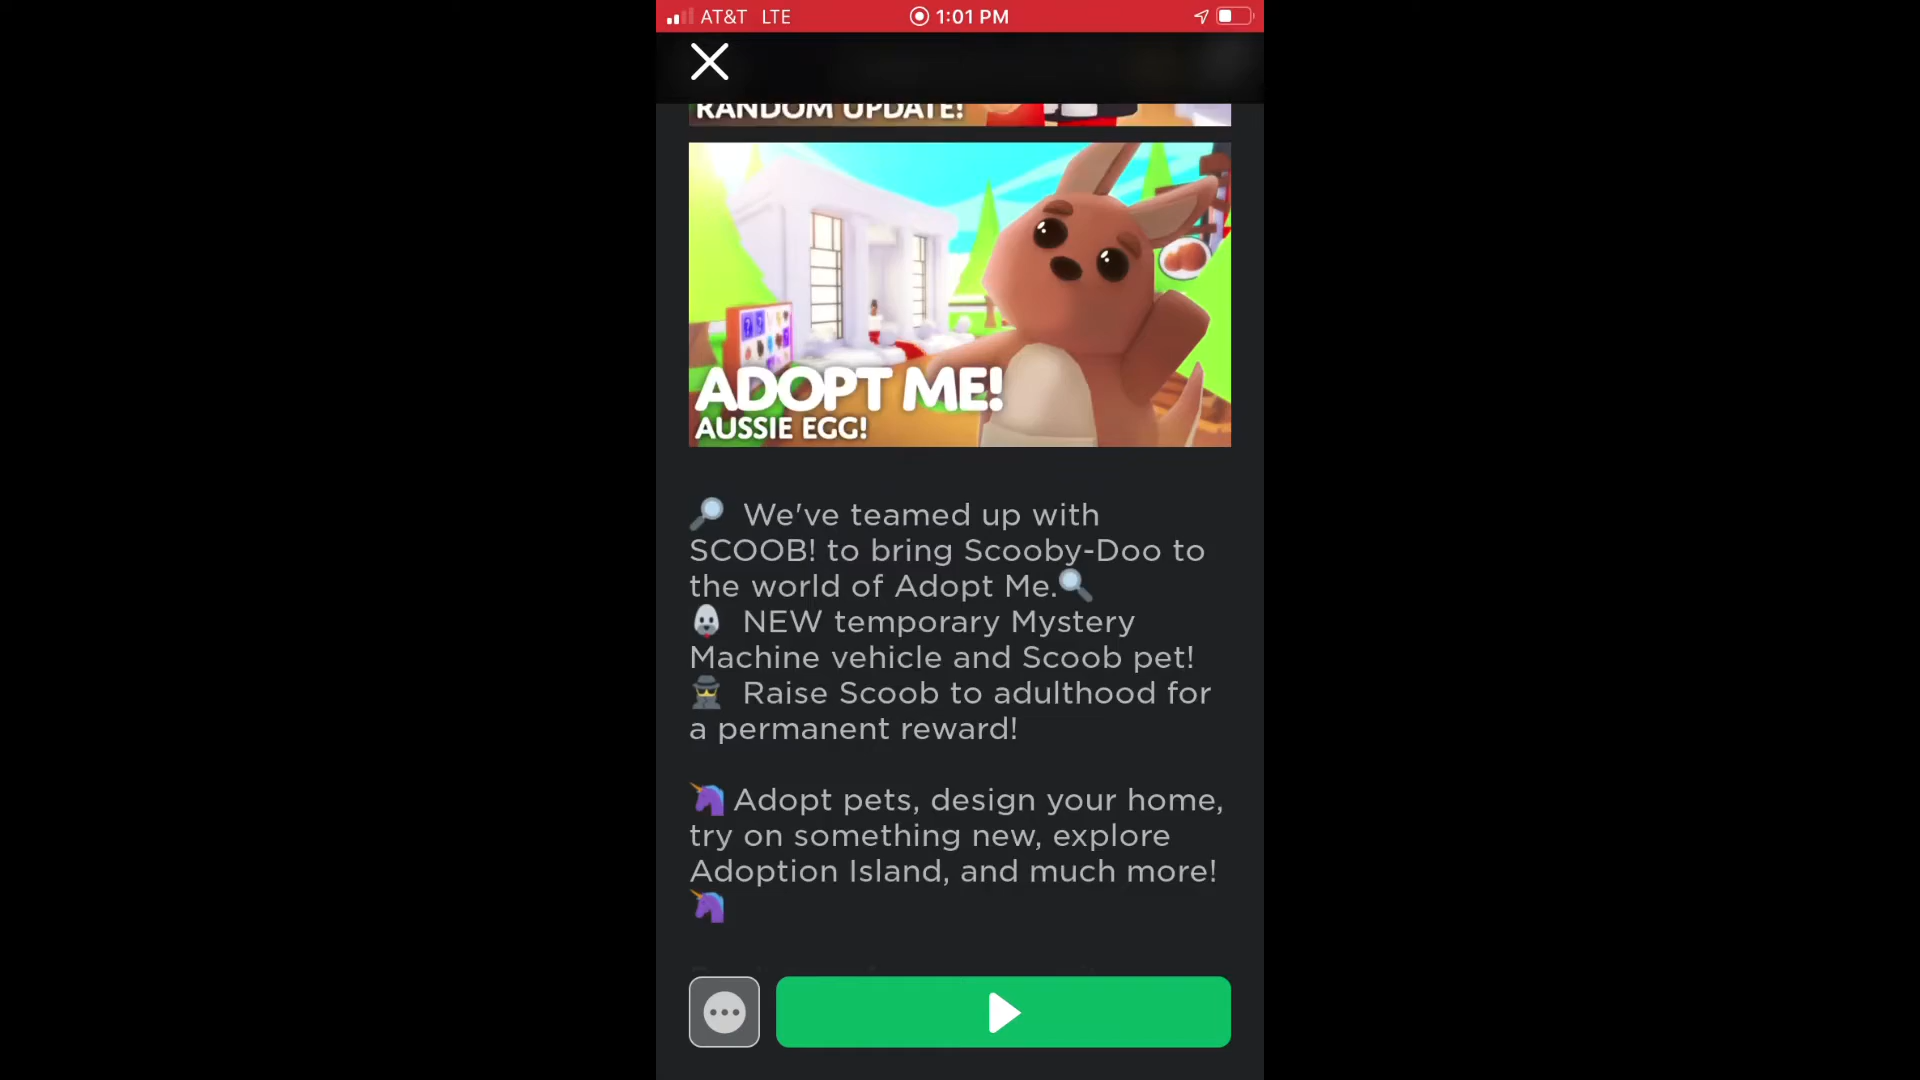 AT&T LTE 1:01 PM
RANDOM UPDATE!
ADOPT ME!
AUSSIE EGG!
🔎 We've teamed up with
SCOOB! to bring Scooby-Doo to
the world of Adopt Me.🔍
NEW temporary Mystery
Machine vehicle and Scoob pet!
Raise Scoob to adulthood for
a permanent reward!
🦄 Adopt pets, design your home,
try on something new, explore
Adoption Island, and much more!
🦄